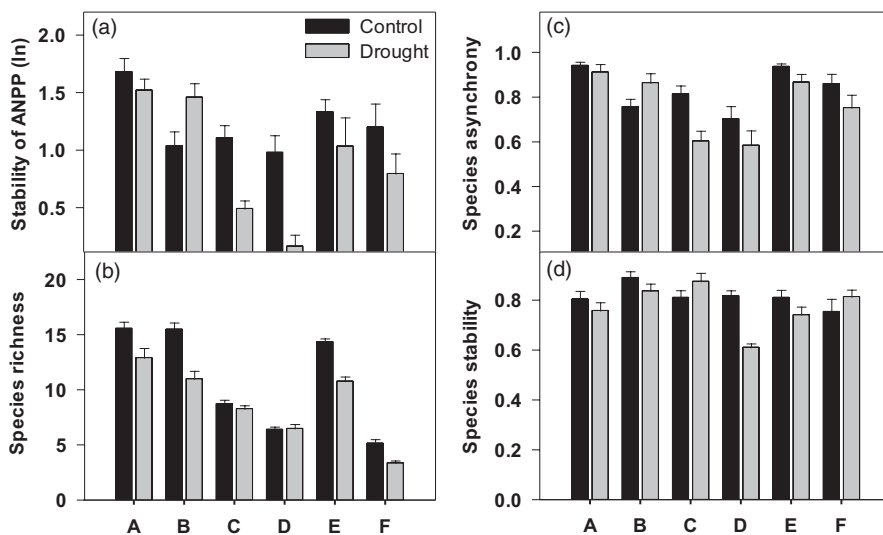 (a)
Control
Drought
Stability of ANPP (ln)
2.0
1.5
1.0
0.5
(b)
Species richness
20
15
10
5
0
A B C D E F
(c)
Species asynchrony
1.0
0.8
0.6
0.4
0.2
(d)
Species stability
0.8
0.6
0.4
0.2
0.0
A B C D E F